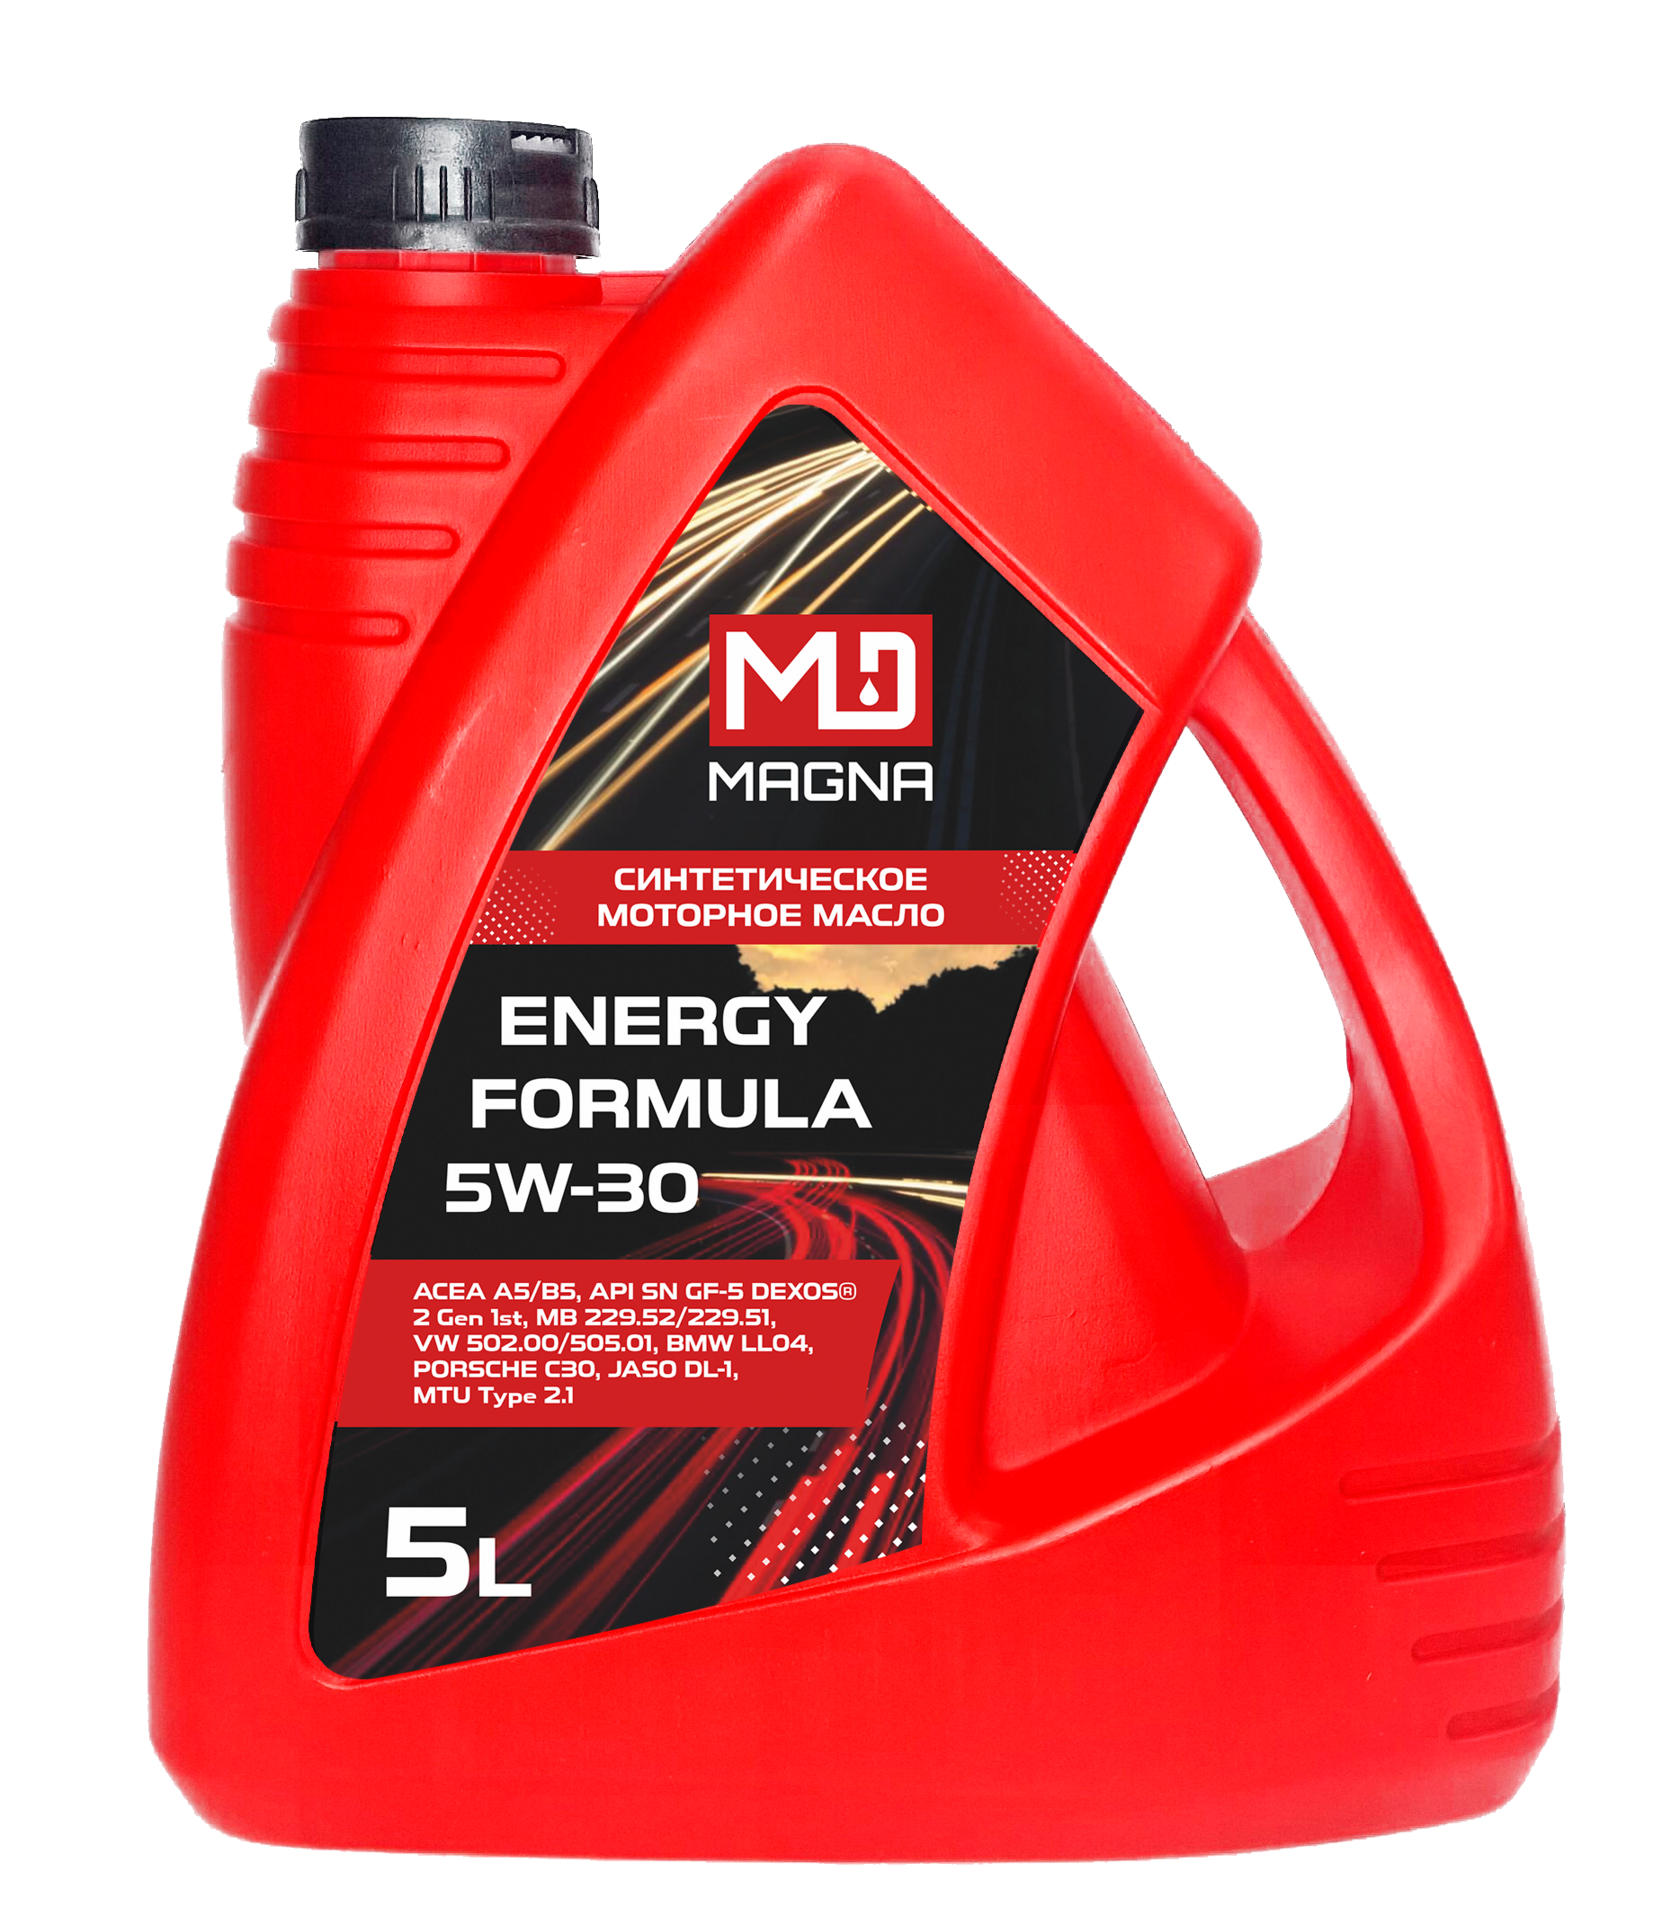 MD
MAGNA
СИНТЕТИЧЕСКОЕ
МОТОРНОЕ МАСЛО
ENERGY
FORMULA
5W-30
ACEA A5/B5, API SN GF-5 DEXOS®
2 Gen 1st, MB 229.52/229.51,
VW 502.00/505.01, BMW LL04,
PORSCHE C30, JASO DL-1,
MTU Type 2.1
5L